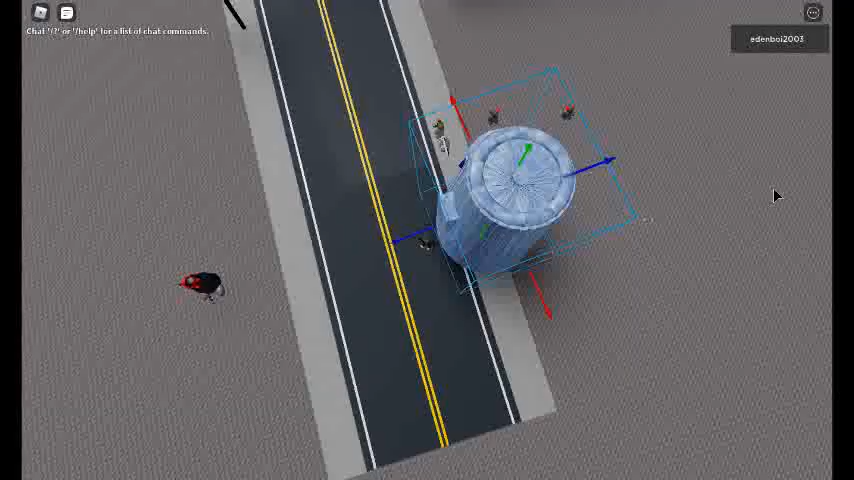 Chat '/?' or '/help' for a list of chat commands.
edenboi2003